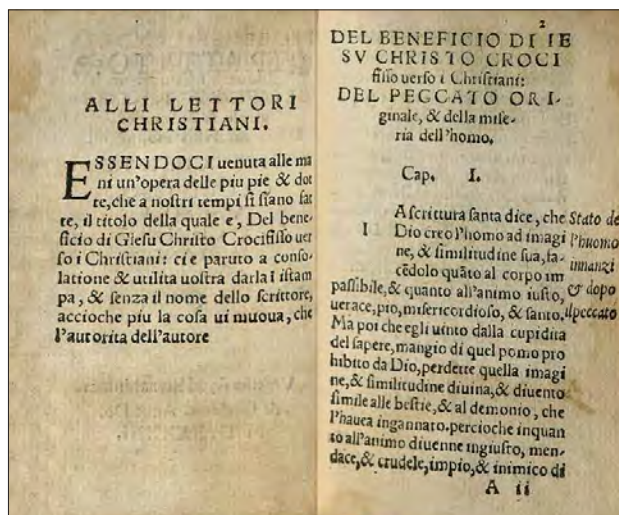 ALLI LETTORI
CHRISTIANI.
ESSENDOCI uenuta alle ma
ni un'opera delle piu pie & dot
te, che a nostri tempi si siano fat
te, il titolo della quale e', Del bene-
ficio di Giesu Christo Crocifisso uer
so i Christiani: ci e paruto a conso-
latione & utilita uostra darla i istam
pa, & senza il nome dello scrittore,
accioche piu la cosa ui muoua, che
l'autorita dell'autore
2
DEL BENEFICIO DI IE
SV CHRISTO CROCI
fisso uerso i Christiani:
DEL PECCATO ORI-
ginale, & della mise-
ria dell'homo.
Cap. I.
A scrittura santa dice, che
l Dio creo l'homo ad imagi
ne, & similitudine sua, fa-
cēdolo quāto al corpo im
passibile, & quanto all'animo iusto,
uerace, pio, misericordioso, & santo.
Ma poi che egli uinto dalla cupidita
del sapere, mangio di quel pomo pro
hibito da Dio, perdette quella imagi
ne, & similitudine diuina, & diuento
simile alle bestie, & al demonio, che
l'hauea ingannato. percioche inquan
to all'animo diuenne ingiusto, men-
dace, & crudele, impio, & inimico di
A ii
Stato de
l'huomo
innanzi
& dopo
il peccato